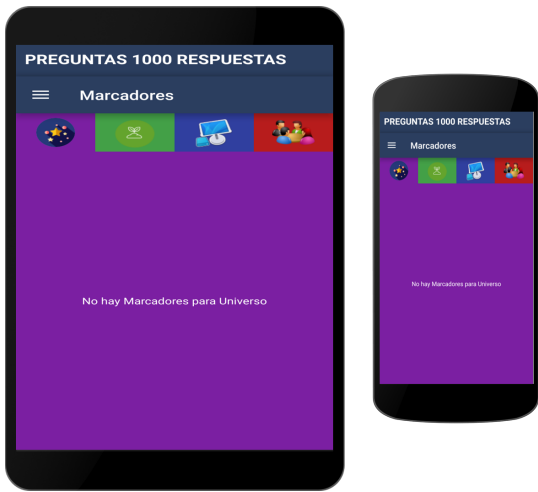 PREGUNTAS 1000 RESPUESTAS
Marcadores
No hay Marcadores para Universo
PREGUNTAS 1000 RESPUESTAS
Marcadores
No hay Marcadores para Universo